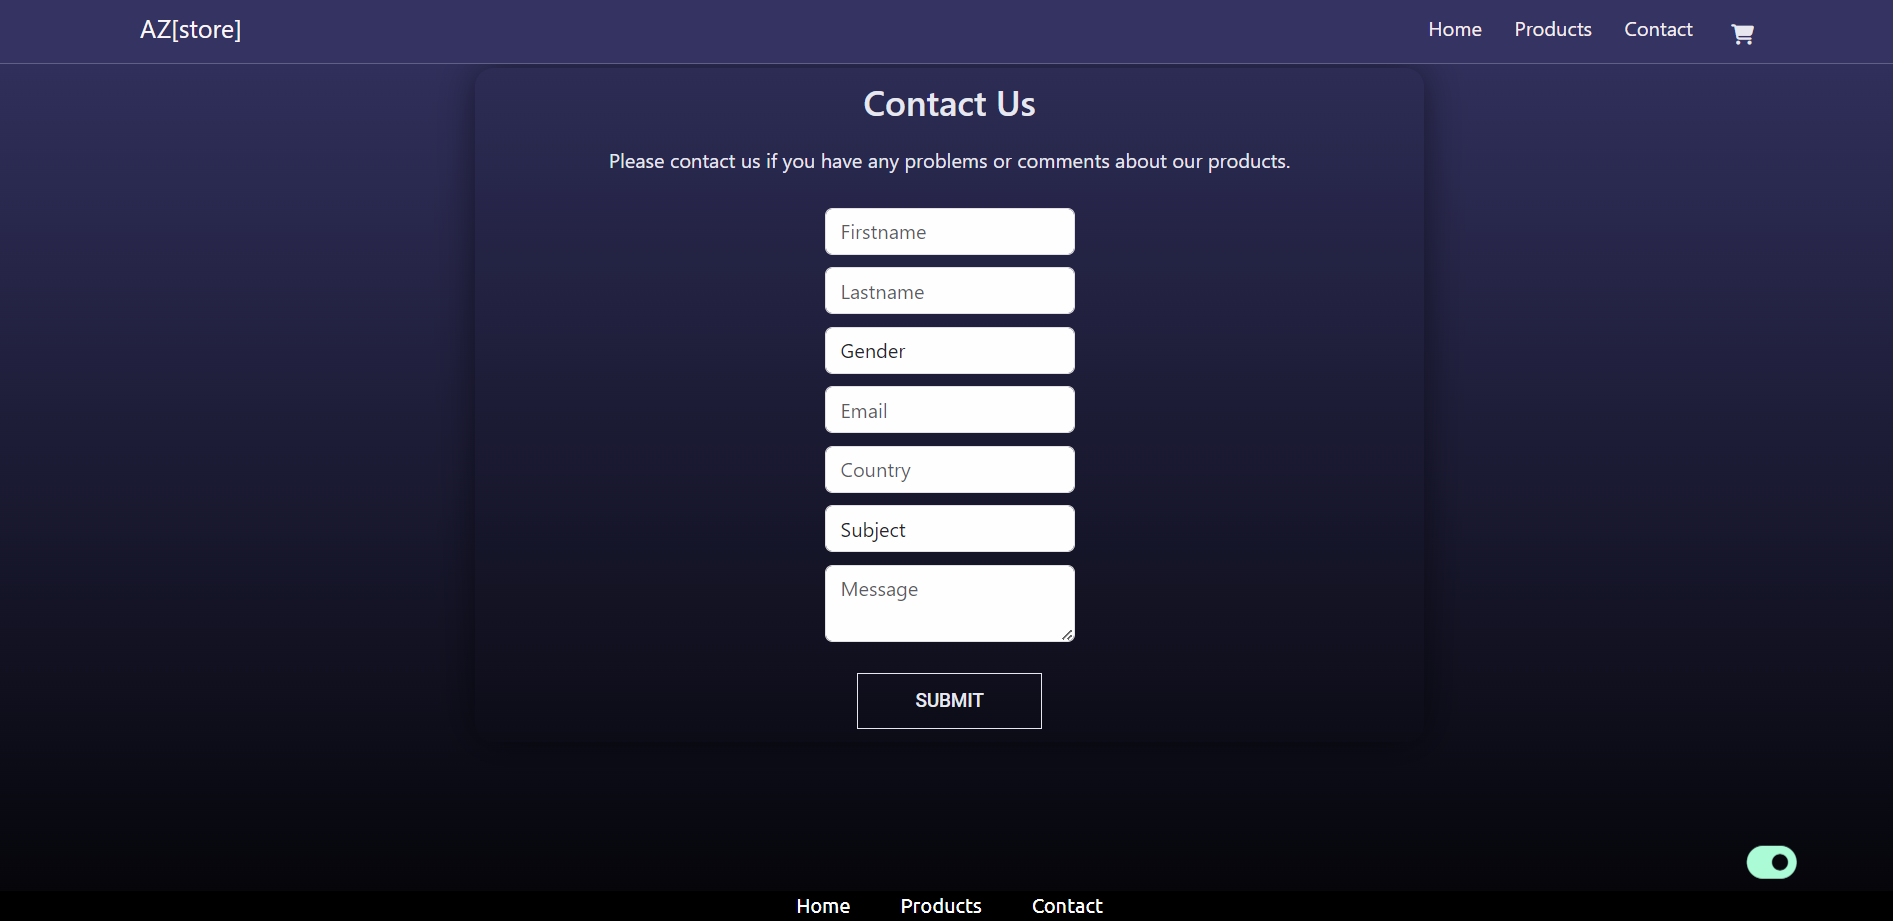 AZ[store]
Home Products Contact
Contact Us
Please contact us if you have any problems or comments about our products.
Firstname
Lastname
Gender
Email
Country
Subject
Message
SUBMIT
Home Products Contact